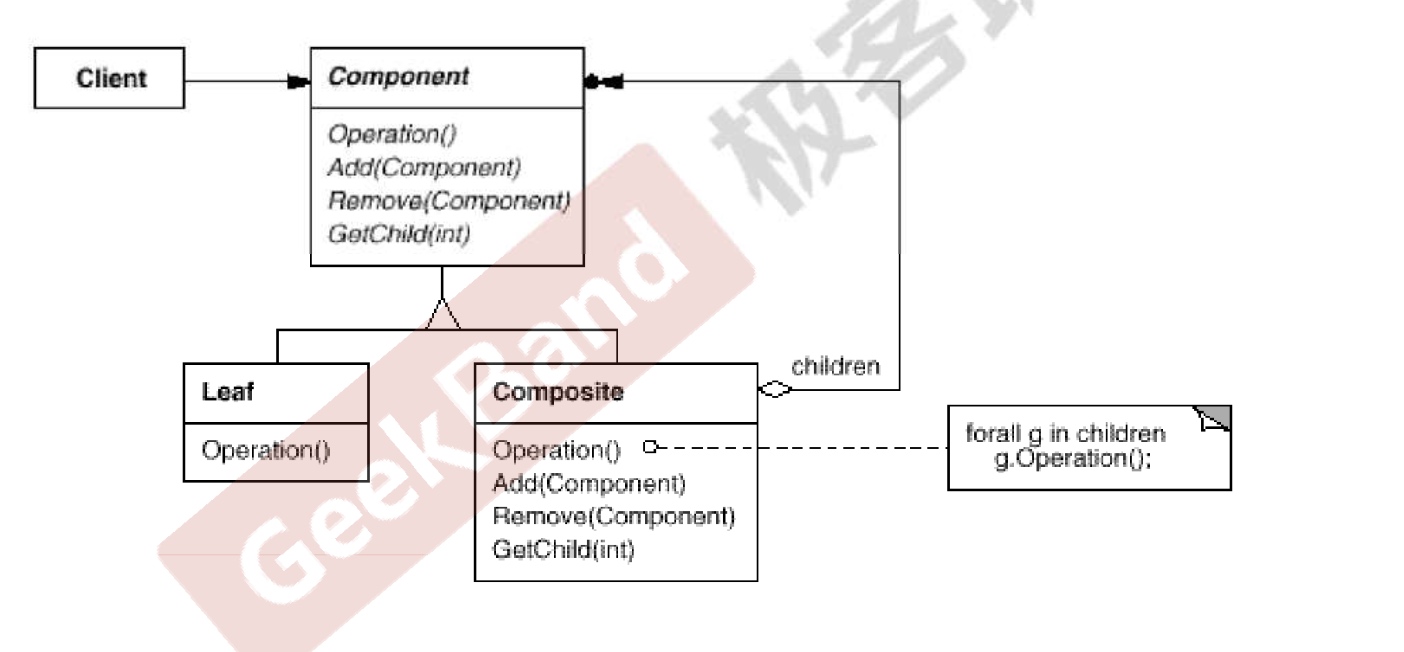 Client
Component
Operation()
Add(Component)
Remove(Component)
GetChild(int)
children
Leaf
Operation()
Composite
Operation()
Add(Component)
Remove(Component)
GetChild(int)
forall g in children
g.Operation();
GeekBand
极客